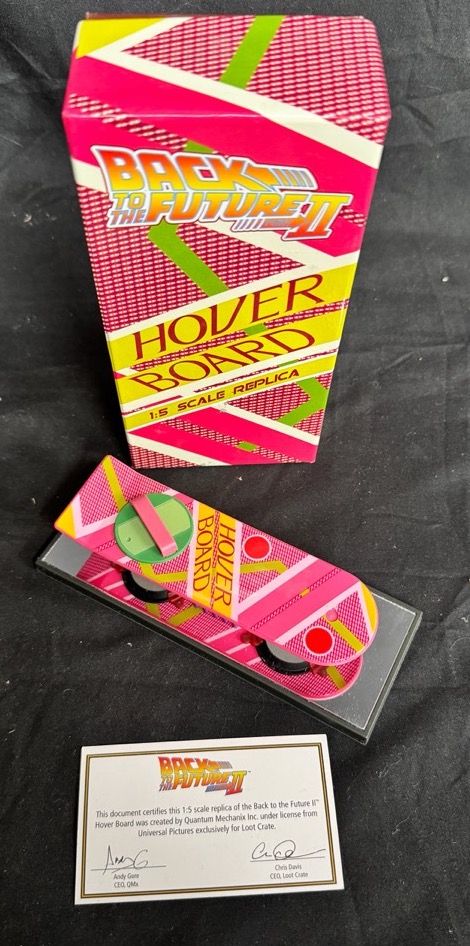 BACK
TO THE FUTURE II
HOVER
BOARD
1:5 SCALE REPLICA
HOVER
BOARD
BACK
TO THE FUTURE II™
This document certifies this 1:5 scale replica of the Back to the Future II™
Hover Board was created by Quantum Mechanix Inc. under license from
Universal Pictures exclusively for Loot Crate.
Andy Gore
CEO, QMx
Chris Davis
CEO, Loot Crate